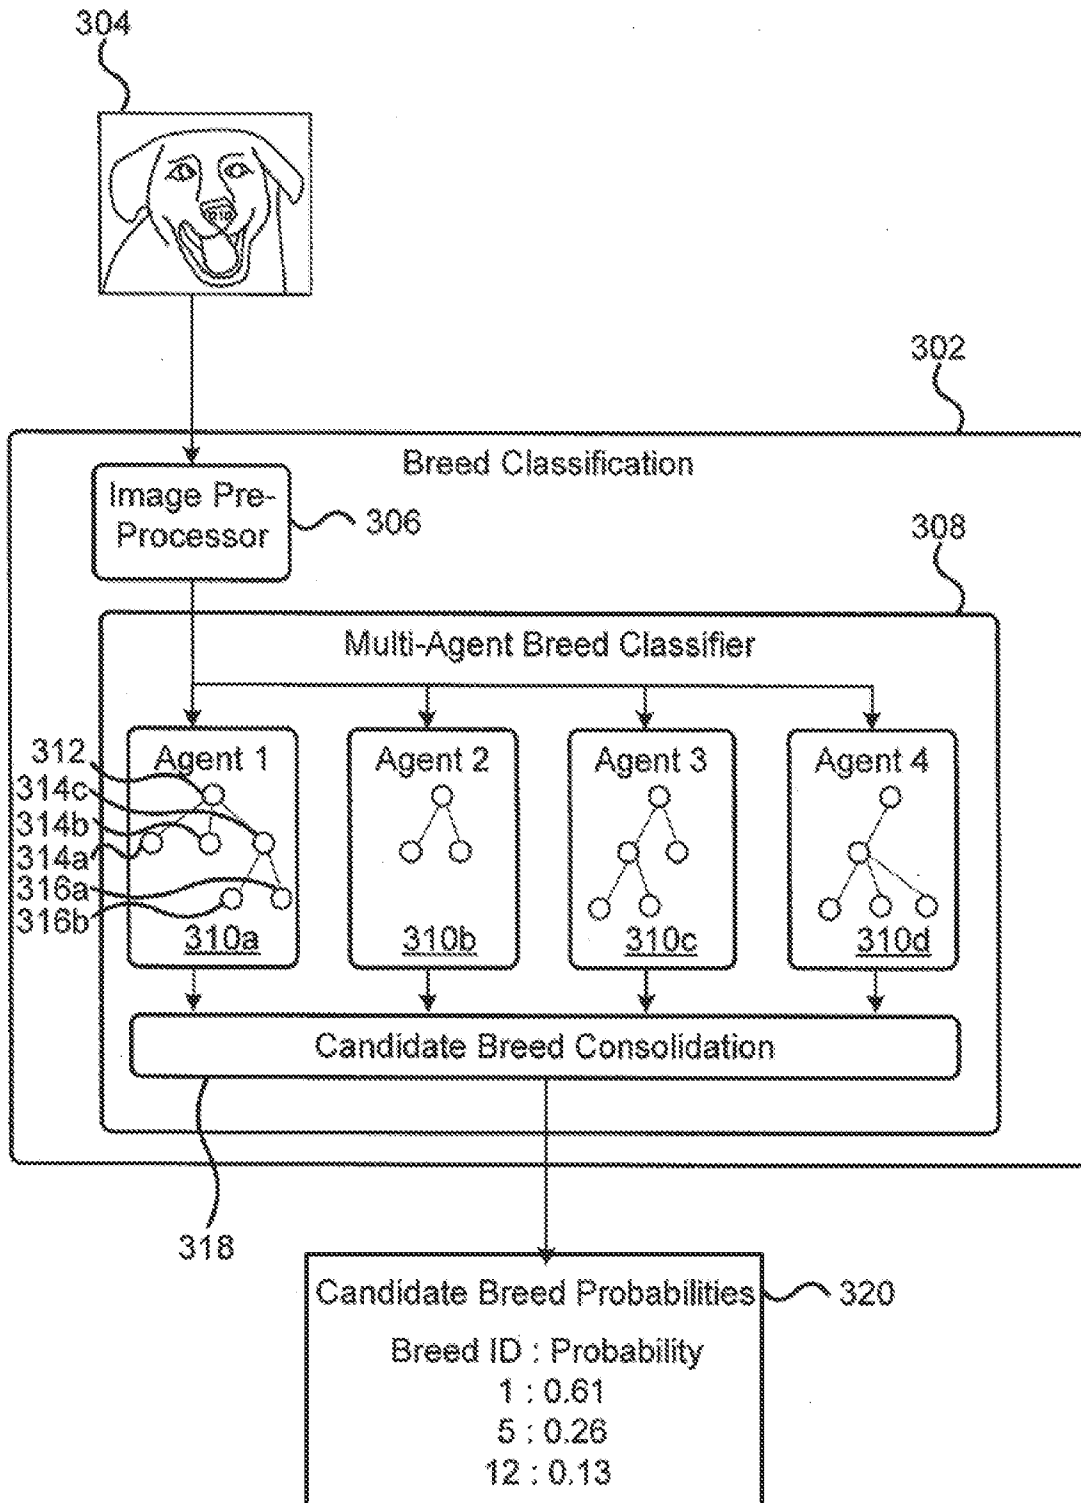 304
302
Breed Classification
Image Pre-
Processor
306
308
Multi-Agent Breed Classifier
Agent 1
Agent 2
Agent 3
Agent 4
312
314c
314b
314a
316a
316b
310a
310b
310c
310d
Candidate Breed Consolidation
318
Candidate Breed Probabilities
320
Breed ID : Probability
1 : 0.61
5 : 0.26
12 : 0.13